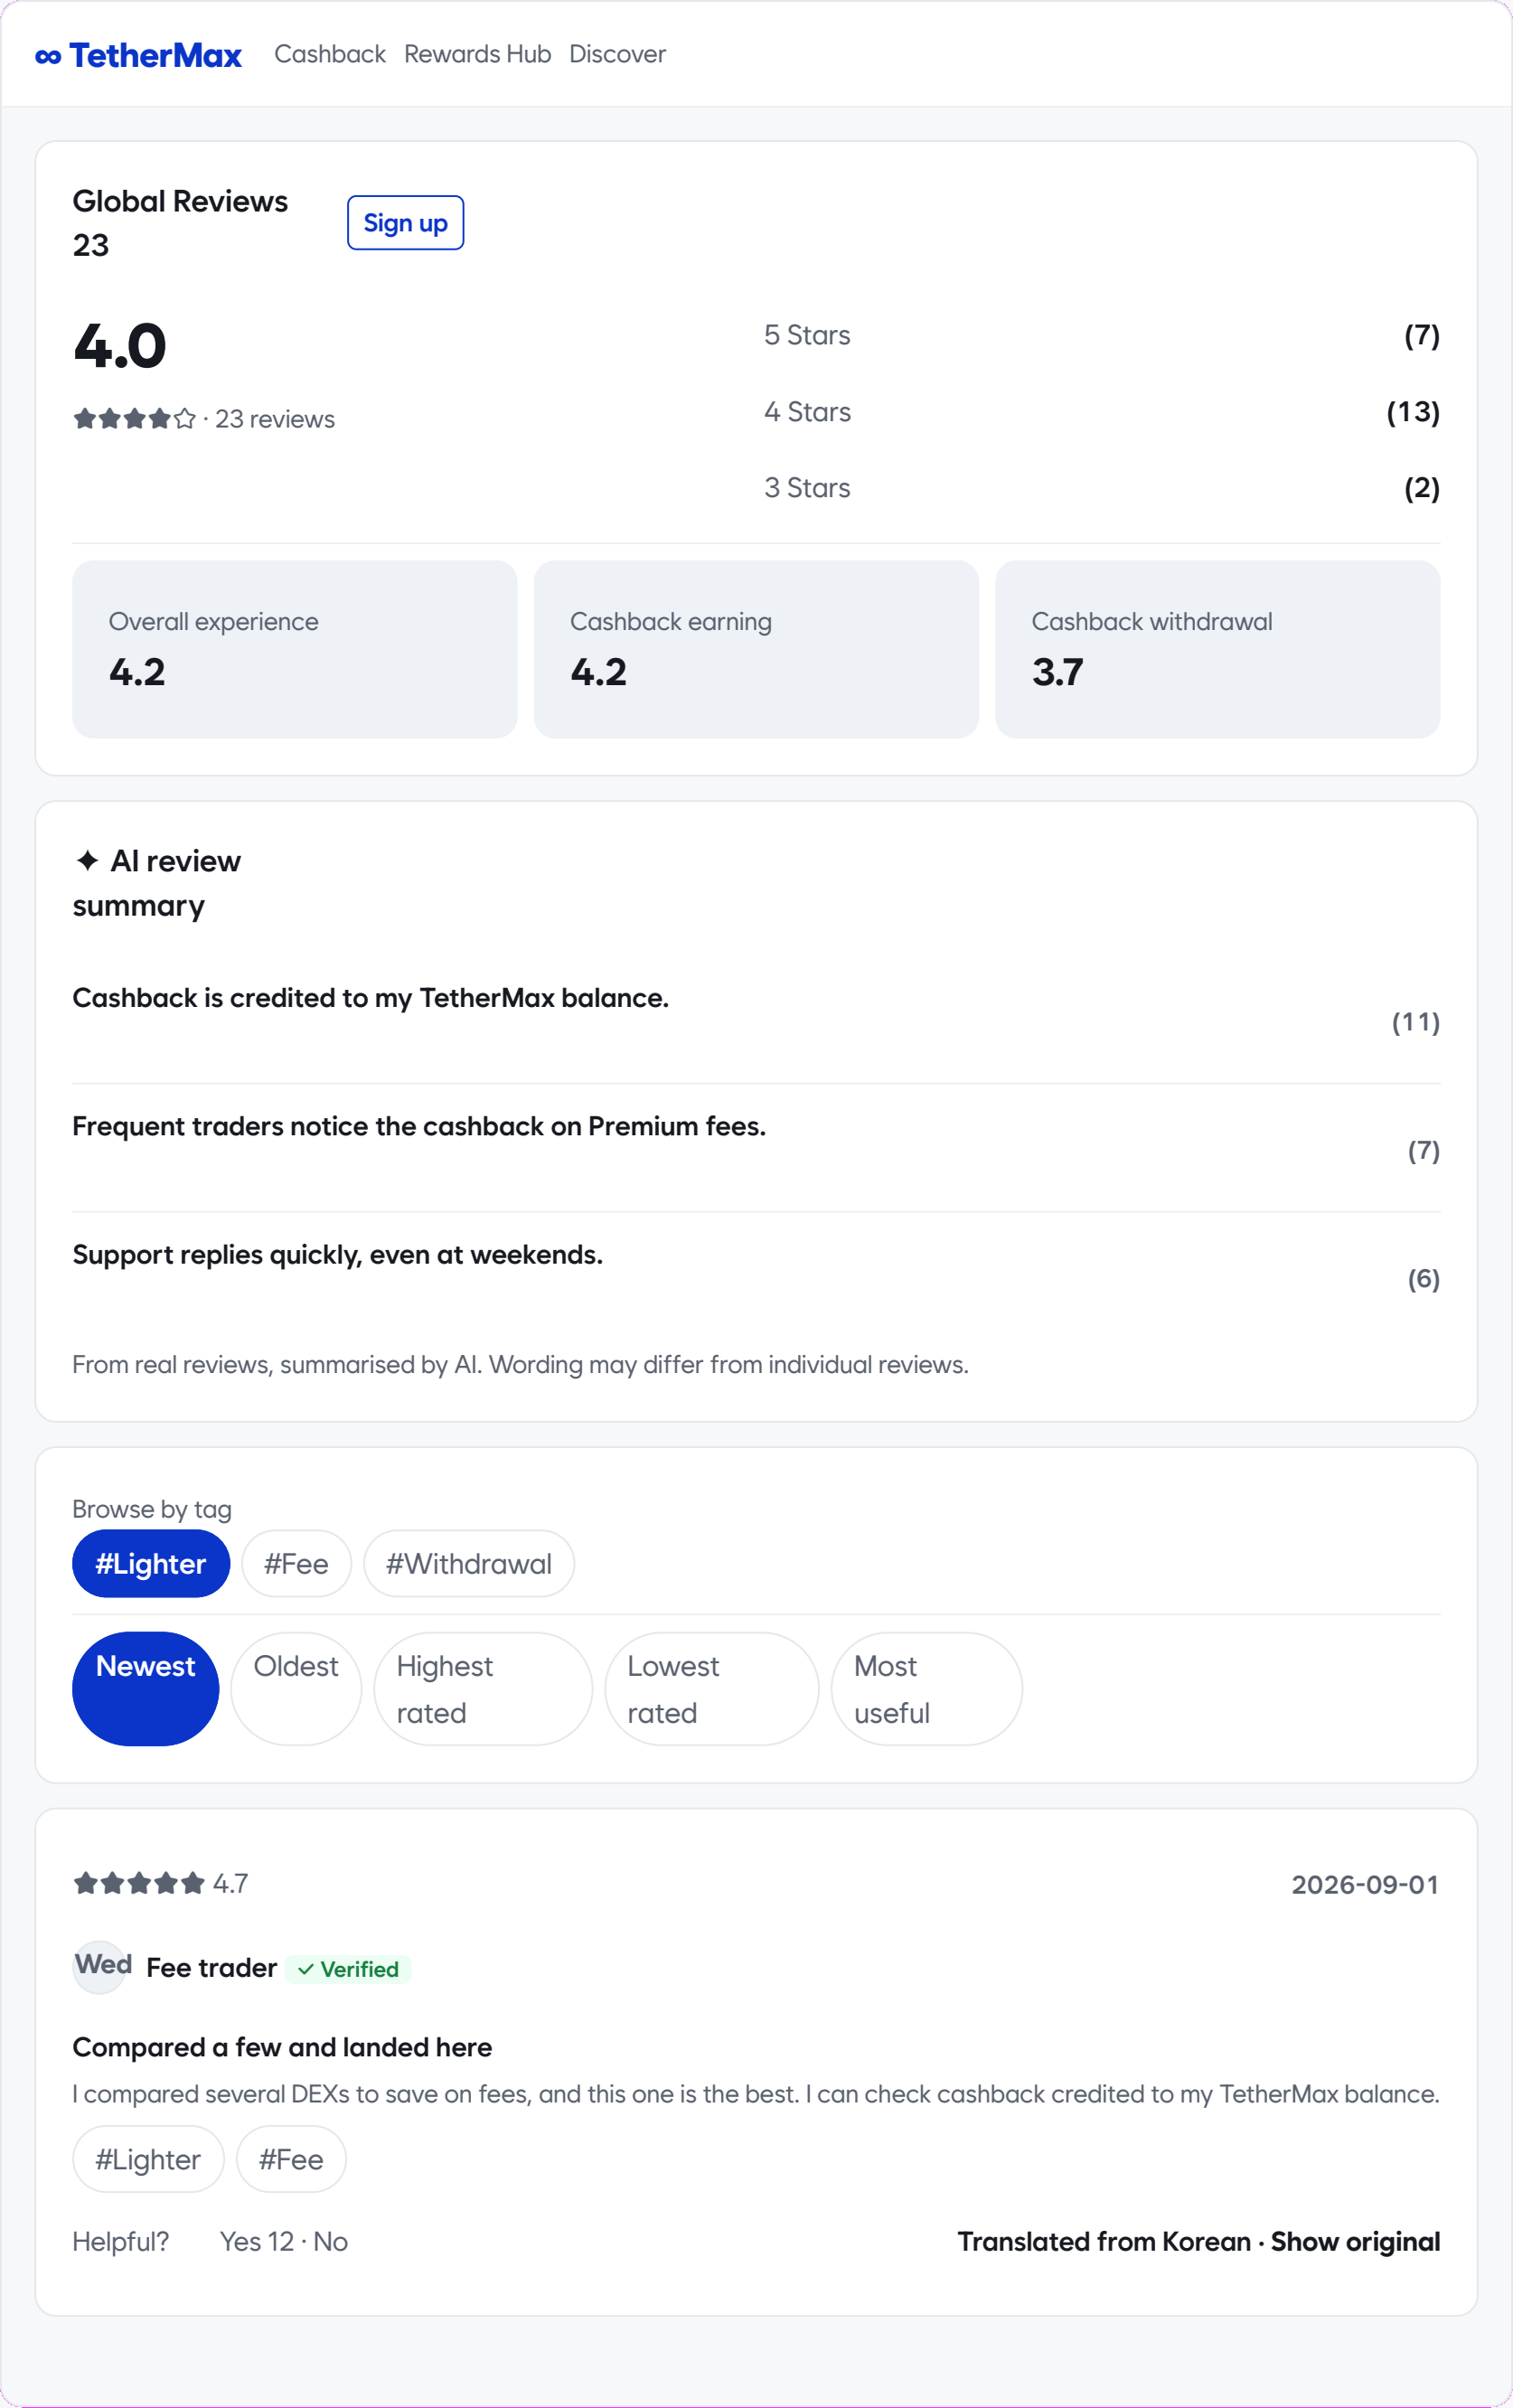 ∞ TetherMax Cashback Rewards Hub Discover
Global Reviews
23
Sign up
4.0
★★★★☆ · 23 reviews
5 Stars (7)
4 Stars (13)
3 Stars (2)
Overall experience
4.2
Cashback earning
4.2
Cashback withdrawal
3.7
✦ AI review
summary
Cashback is credited to my TetherMax balance.
(11)
Frequent traders notice the cashback on Premium fees.
(7)
Support replies quickly, even at weekends.
(6)
From real reviews, summarised by AI. Wording may differ from individual reviews.
Browse by tag
#Lighter #Fee #Withdrawal
Newest
Oldest
Highest
rated
Lowest
rated
Most
useful
★★★★★ 4.7 2026-09-01
Wed Fee trader ✓ Verified
Compared a few and landed here
I compared several DEXs to save on fees, and this one is the best. I can check cashback credited to my TetherMax balance.
#Lighter #Fee
Helpful? Yes 12 · No Translated from Korean · Show original